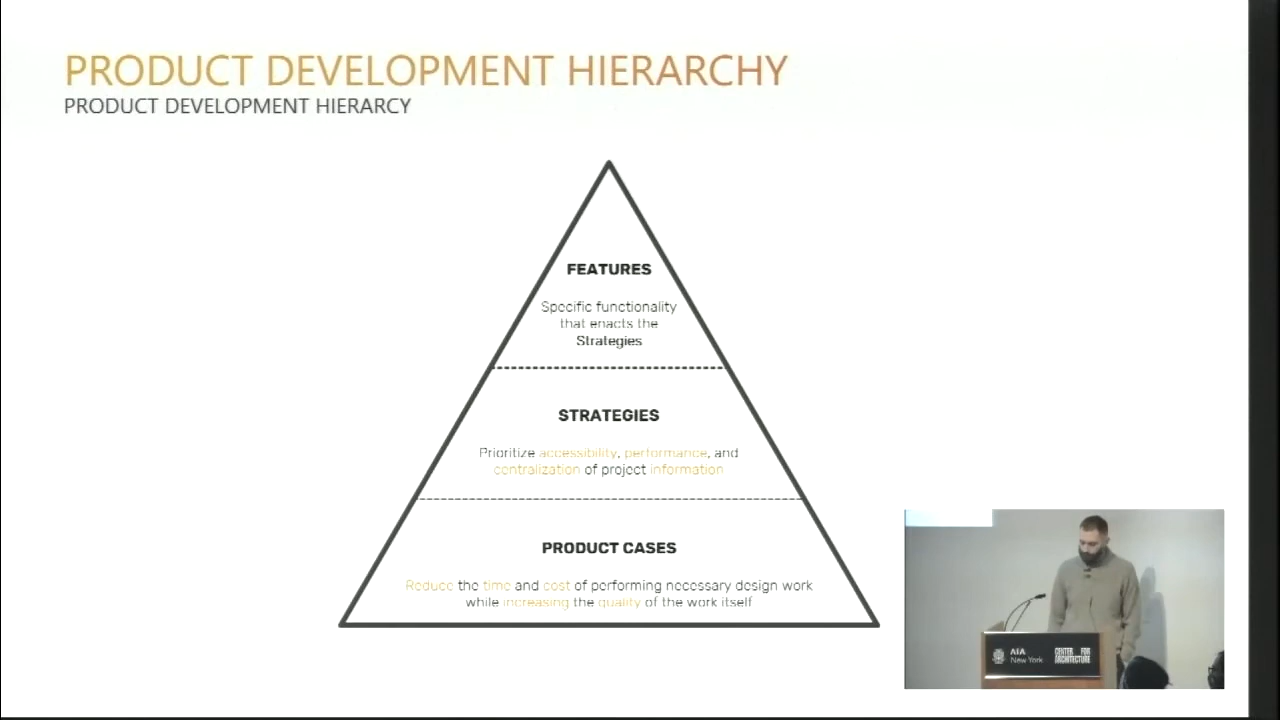 PRODUCT DEVELOPMENT HIERARCHY
PRODUCT DEVELOPMENT HIERARCY
FEATURES
Specific functionality
that enacts the
Strategies
STRATEGIES
Prioritize accessibility, performance, and
centralization of project information
PRODUCT CASES
Reduce the time and cost of performing necessary design work
while increasing the quality of the work itself
AIA
New York
CENTER FOR
ARCHITECTURE